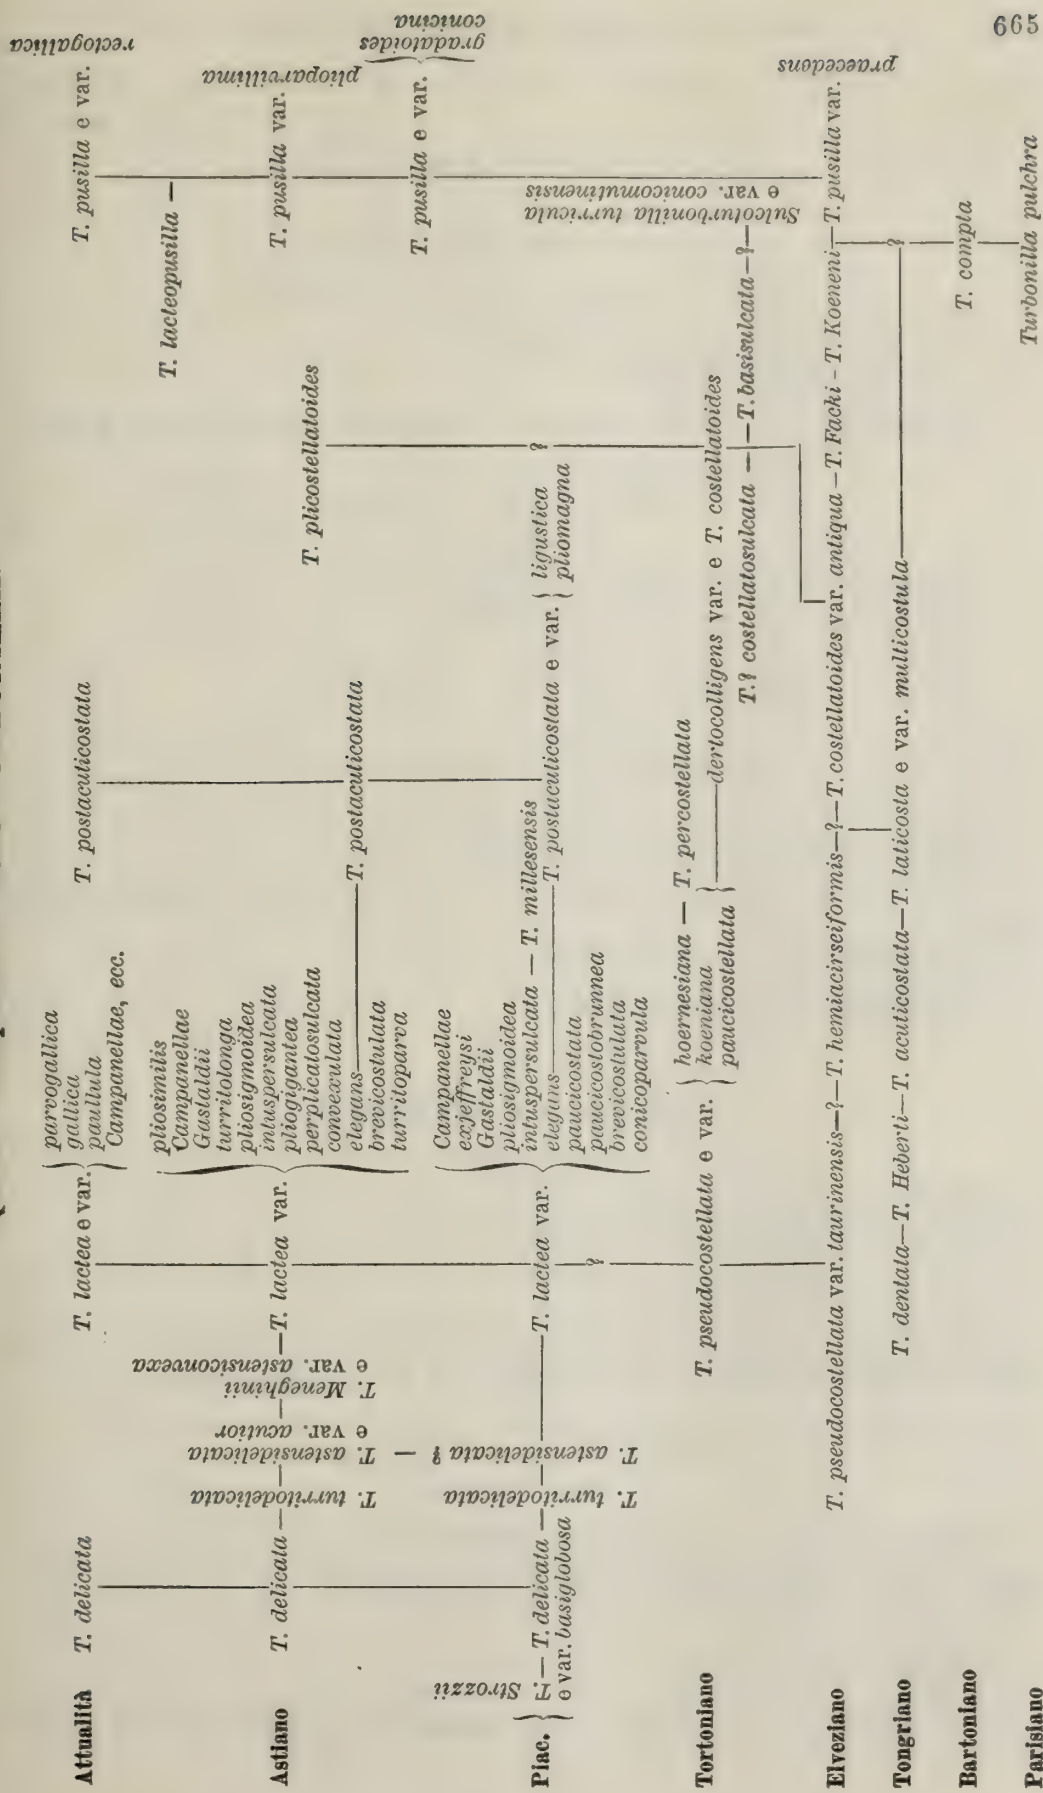 665
Attualità T. delicata T. lactea e var. parvogallica gallica paullula Campanellae, ecc. T. postacuticostata T. pusilla e var. rectogallica
T. lacteopusilla —
Astiano T. delicata — T. turritodelicata — T. astensidelicata e var. acutior — T. Meneghinii e var. astensiconvexa — T. lactea var.
pliosimilis
Campanellae
Gastaldii
turritolonga
pliosigmoidea
intuspersulcata
pliogigantea
perplicatosulcata
convexulata
elegans — T. postacuticostata
brevicostulata
turritoparva
T. plicostellatoides
T. pusilla var. plioparvillima
T. pusilla e var. gradatoides conicina
Piac. T. Strozzii — T. delicata — T. turritodelicata — T. astensidelicata ? — T. lactea var.
e var. basiglobosa
Campanellae
exjeffreysi
Gastaldii
pliosigmoidea
intuspersulcata — T. millesensis
elegans — T. postacuticostata e var. ligustica pliomagna
paucicostata
paucicostobrunnea
brevicostulata
conicoparvula
?
?
Tortoniano T. pseudocostellata e var.
hoernesiana — T. percostellata
koeniana
paucicostellata
dertocolligens var. e T. costellatoides
T.? costellatosulcata — T. basisulcata — ? — Sulcoturbonilla turricula e var. conicomutinensis
Elveziano T. pseudocostellata var. taurinensis—?—T. hemiacirseiformis—?—T. costellatoides var. antiqua—T. Facki - T. Koeneni—T. pusilla var. praecedens
Tongriano T. dentata—T. Heberti—T. acuticostata—T. laticosta e var. multicostula ?
Bartoniano T. compta
Parisiano Turbonilla pulchra